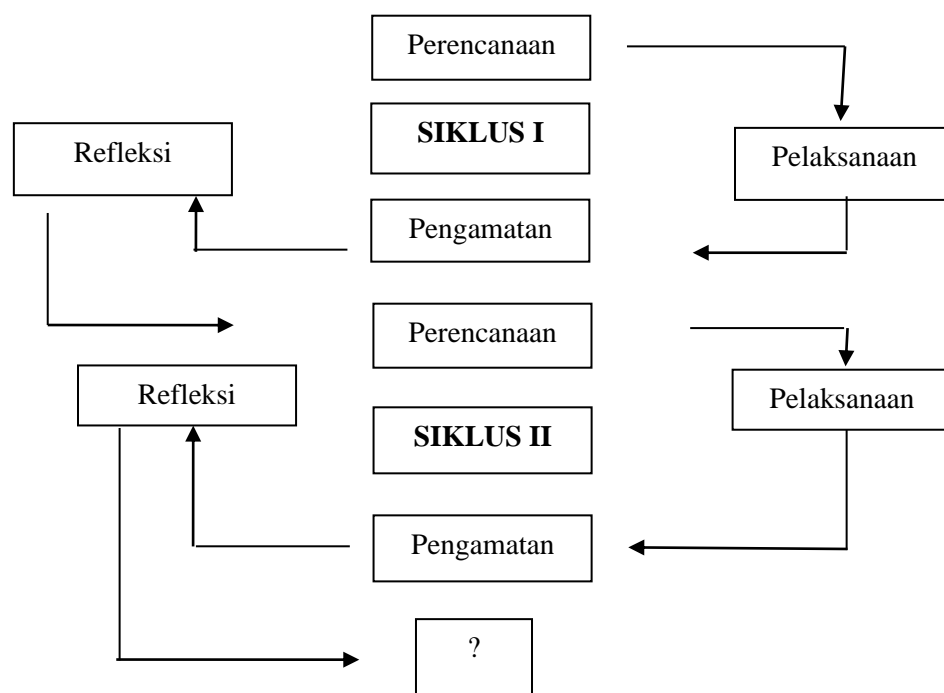 Perencanaan
SIKLUS I
Refleksi
Pelaksanaan
Pengamatan
Perencanaan
Refleksi
Pelaksanaan
SIKLUS II
Pengamatan
?